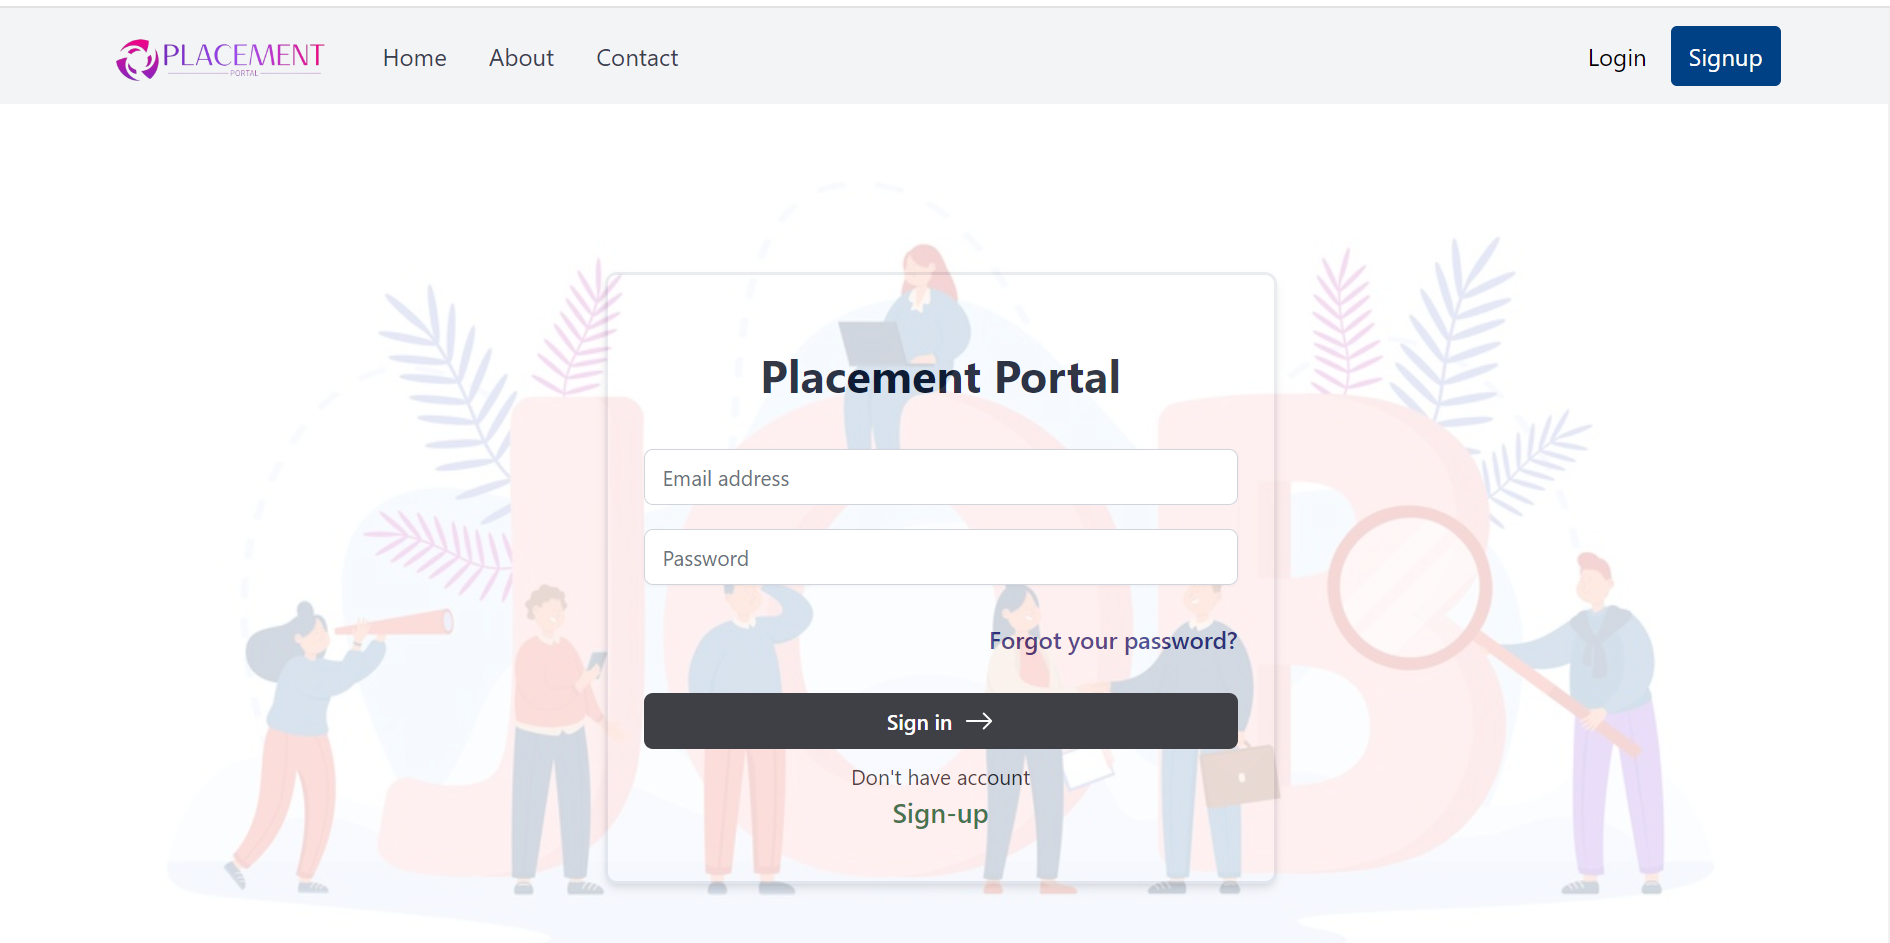 PLACEMENT
PORTAL
Home About Contact Login Signup
Placement Portal
Email address
Password
Forgot your password?
Sign in →
Don't have account
Sign-up
JOB